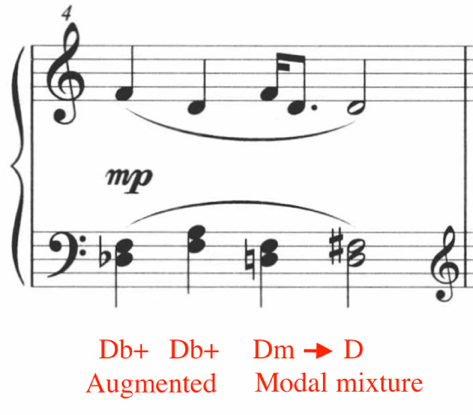 4
mp
Db+ Db+ Dm → D
Augmented Modal mixture